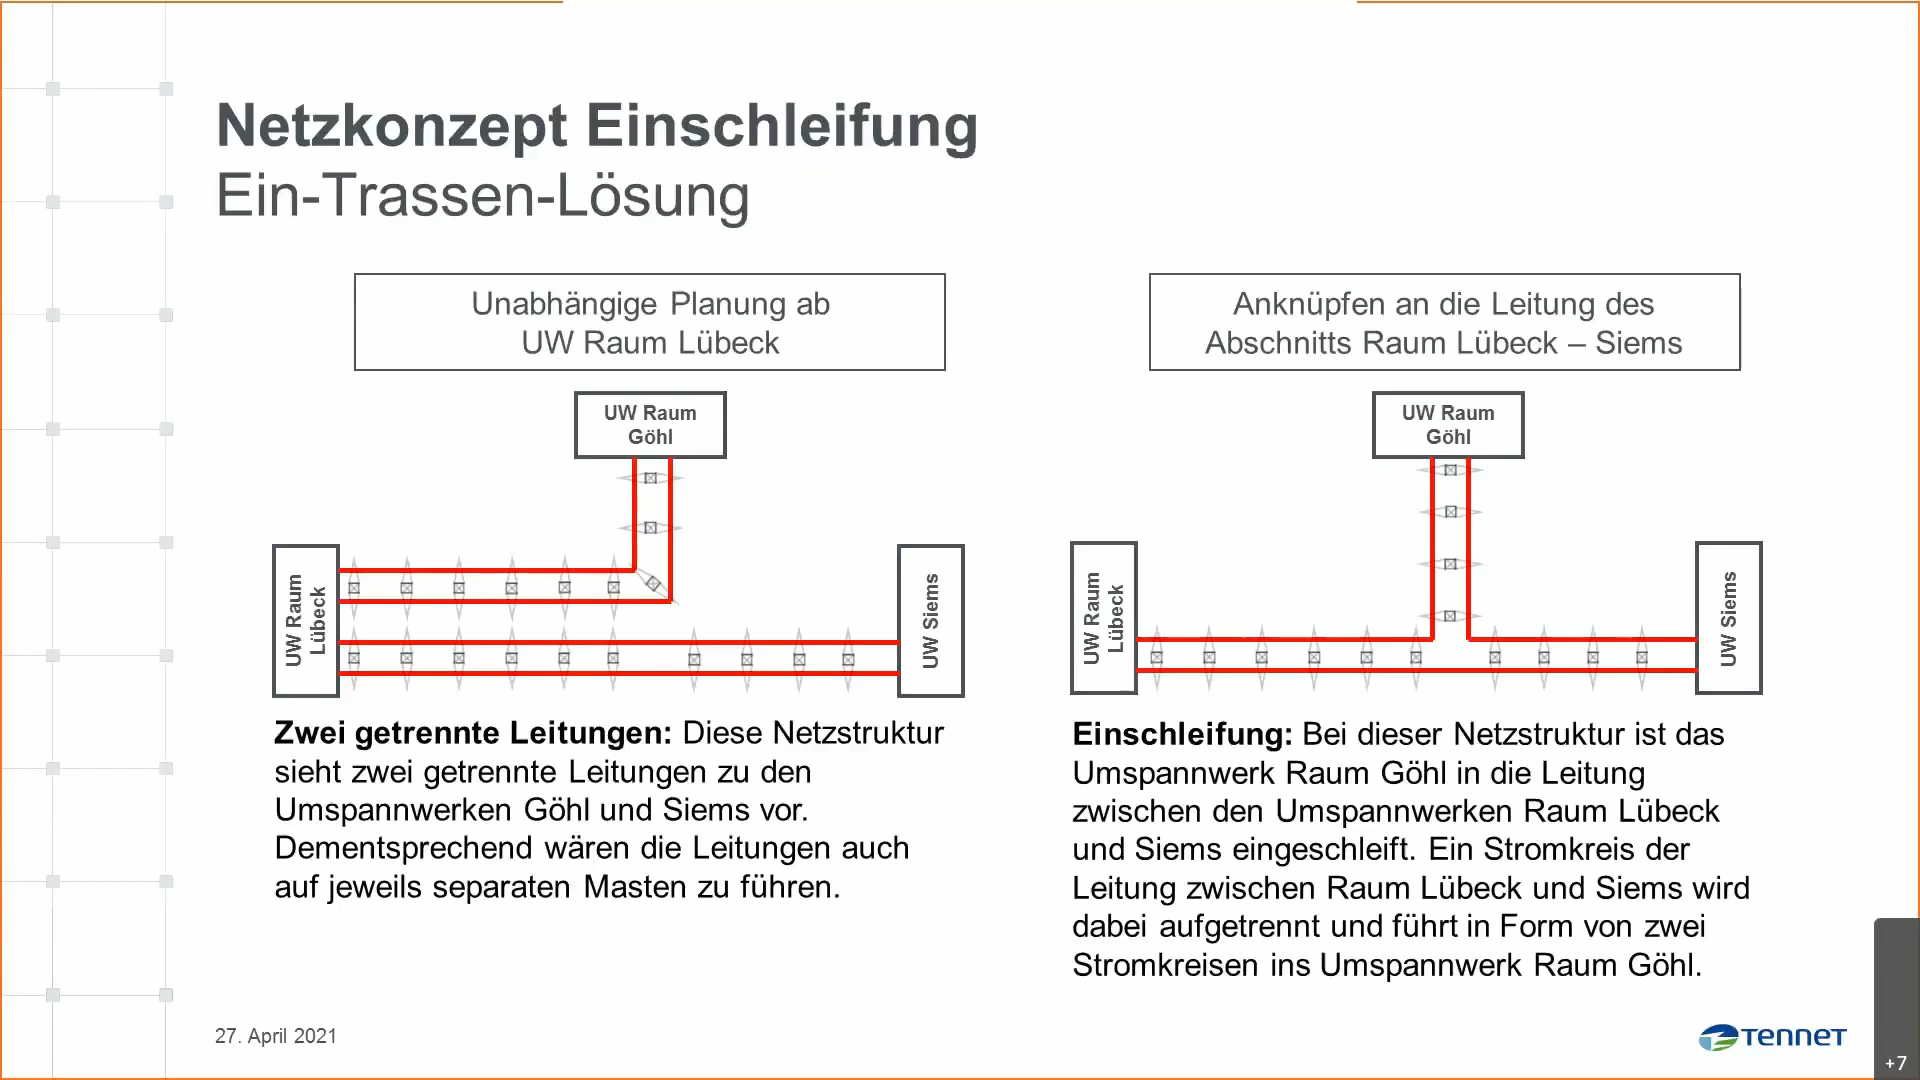 Netzkonzept Einschleifung
Ein-Trassen-Lösung
Unabhängige Planung ab
UW Raum Lübeck
UW Raum
Göhl
UW Raum
Lübeck
UW Siems
Zwei getrennte Leitungen: Diese Netzstruktur
sieht zwei getrennte Leitungen zu den
Umspannwerken Göhl und Siems vor.
Dementsprechend wären die Leitungen auch
auf jeweils separaten Masten zu führen.
Anknüpfen an die Leitung des
Abschnitts Raum Lübeck – Siems
UW Raum
Göhl
UW Raum
Lübeck
UW Siems
Einschleifung: Bei dieser Netzstruktur ist das
Umspannwerk Raum Göhl in die Leitung
zwischen den Umspannwerken Raum Lübeck
und Siems eingeschleift. Ein Stromkreis der
Leitung zwischen Raum Lübeck und Siems wird
dabei aufgetrennt und führt in Form von zwei
Stromkreisen ins Umspannwerk Raum Göhl.
27. April 2021
TenneT
+7